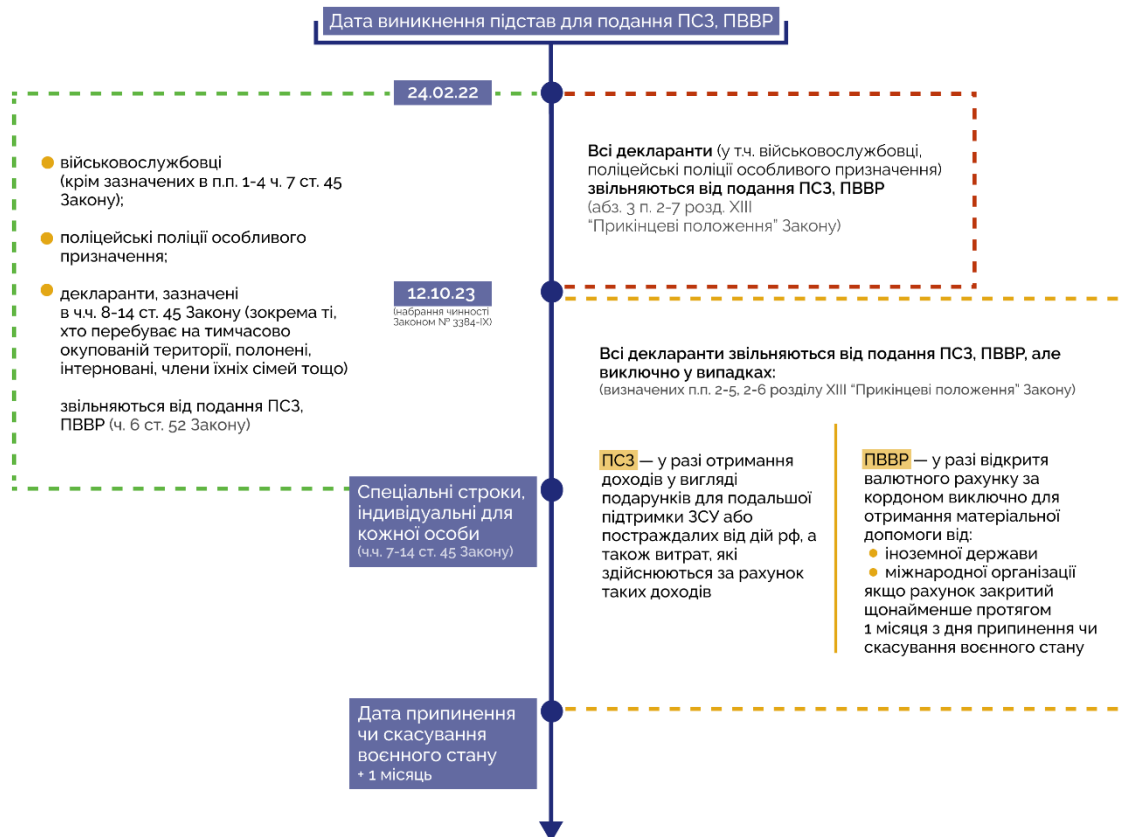 Дата виникнення підстав для подання ПСЗ, ПВВР
24.02.22
військовослужбовці
(крім зазначених в п.п. 1-4 ч. 7 ст. 45
Закону);
поліцейські поліції особливого
призначення;
декларанти, зазначені
в ч.ч. 8-14 ст. 45 Закону (зокрема ті,
хто перебуває на тимчасово
окупованій території, полонені,
інтерновані, члени їхніх сімей тощо)
звільняються від подання ПСЗ,
ПВВР (ч. 6 ст. 52 Закону)
Всі декларанти (у т.ч. військовослужбовці,
поліцейські поліції особливого призначення)
звільняються від подання ПСЗ, ПВВР
(абз. 3 п. 2-7 розд. XIII
“Прикінцеві положення” Закону)
12.10.23
(набрання чинності
Законом № 3384-IX)
Всі декларанти звільняються від подання ПСЗ, ПВВР, але
виключно у випадках:
(визначених п.п. 2-5, 2-6 розділу XIII “Прикінцеві положення” Закону)
ПСЗ — у разі отримання
доходів у вигляді
подарунків для подальшої
підтримки ЗСУ або
постраждалих від дій рф, а
також витрат, які
здійснюються за рахунок
таких доходів
ПВВР — у разі відкритя
валютного рахунку за
кордоном виключно для
отримання матеріальної
допомоги від:
іноземної держави
міжнародної організації
якщо рахунок закритий
щонайменше протягом
1 місяця з дня припинення чи
скасування воєнного стану
Спеціальні строки,
індивідуальні для
кожної особи
(ч.ч. 7-14 ст. 45 Закону)
Дата припинення
чи скасування
воєнного стану
+ 1 місяць